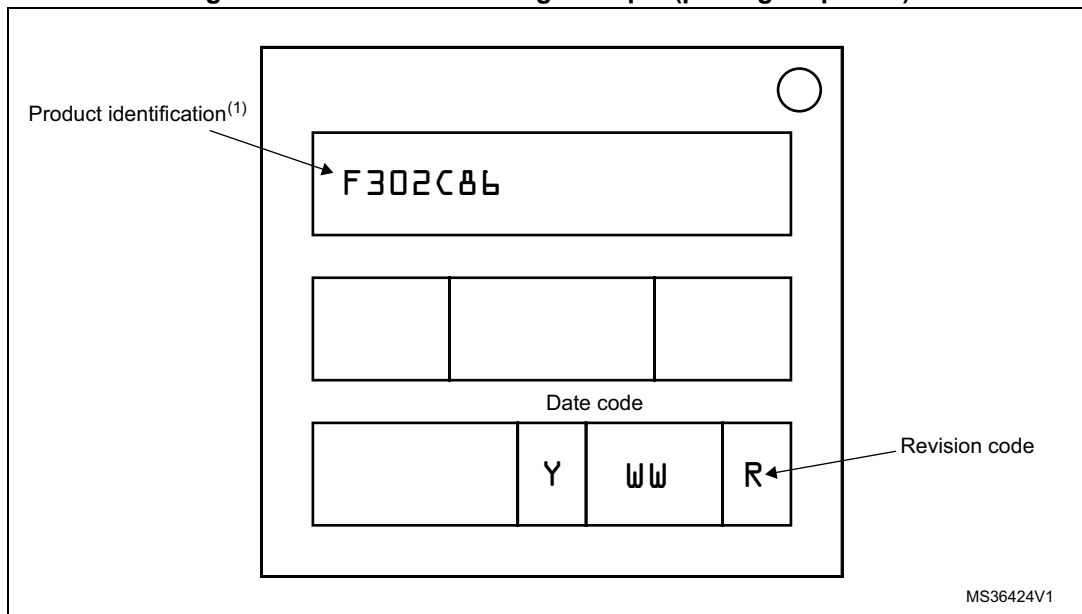 Product identification(1)
F302C86
Date code
Y WW R
Revision code
MS36424V1